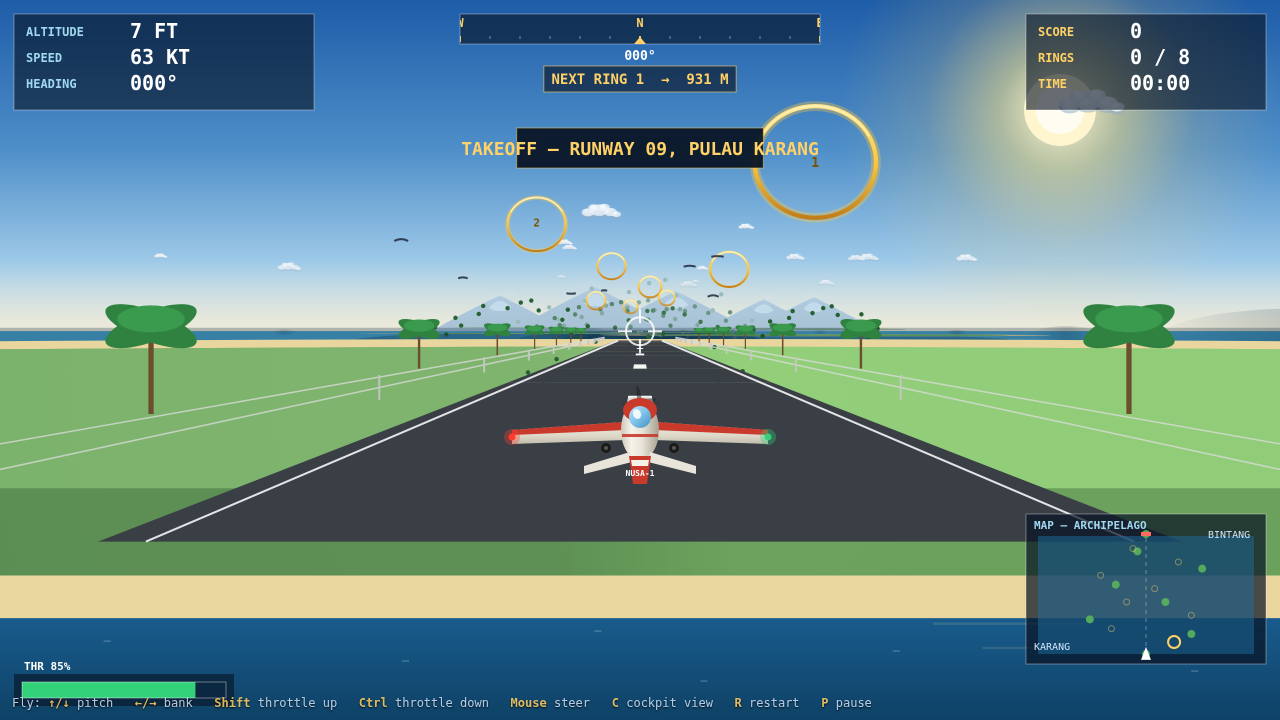 ALTITUDE 7 FT
SPEED 63 KT
HEADING 000°
W N E
000°
NEXT RING 1 → 931 M
SCORE 0
RINGS 0 / 8
TIME 00:00
TAKEOFF — RUNWAY 09, PULAU KARANG
1
2
NUSA-1
MAP — ARCHIPELAGO
BINTANG
KARANG
THR 85%
Fly: ↑/↓ pitch ←/→ bank Shift throttle up Ctrl throttle down Mouse steer C cockpit view R restart P pause